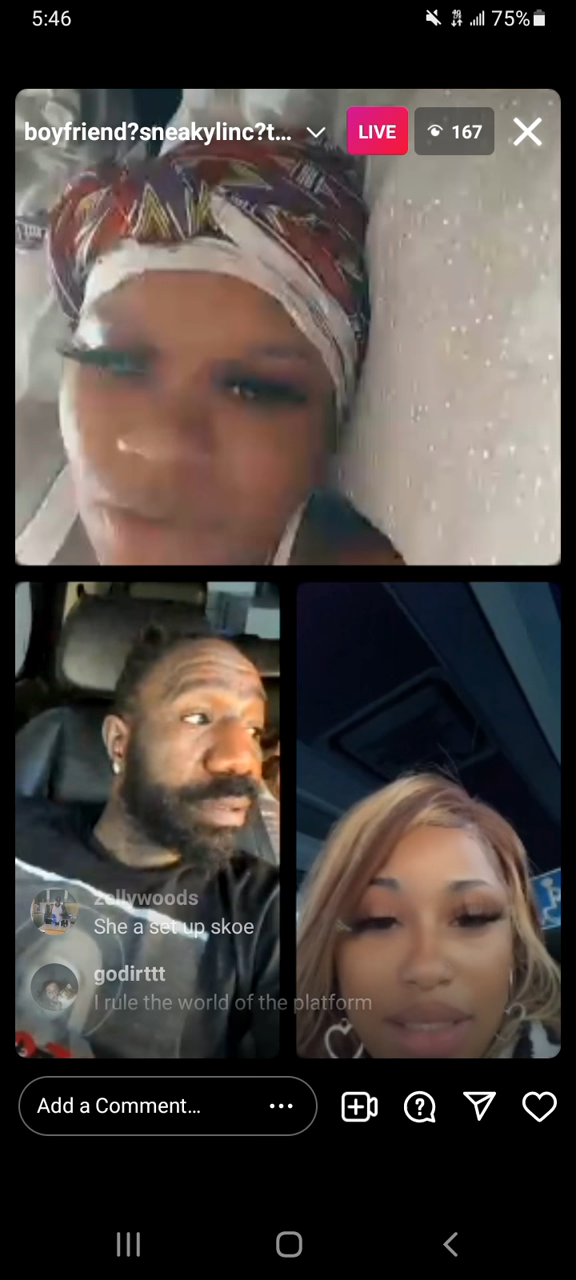 5:46
75%
boyfriend?sneakylinc?t...
LIVE
167
zellywoods
She a set up skoe
godirttt
I rule the world of the platform
Add a Comment...